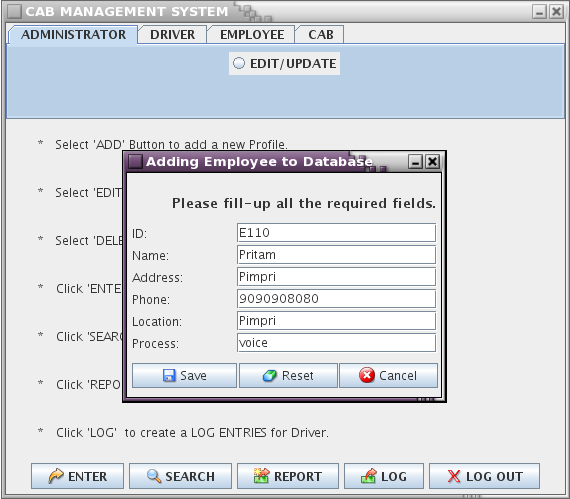 CAB MANAGEMENT SYSTEM
ADMINISTRATOR DRIVER EMPLOYEE CAB
EDIT/UPDATE
* Select 'ADD' Button to add a new Profile.
* Select 'EDIT
* Select 'DELE
* Click 'ENTE
* Click 'SEARC
* Click 'REPO
* Click 'LOG' to create a LOG ENTRIES for Driver.
Adding Employee to Database
Please fill-up all the required fields.
ID: E110
Name: Pritam
Address: Pimpri
Phone: 9090908080
Location: Pimpri
Process: voice
Save Reset Cancel
ENTER SEARCH REPORT LOG LOG OUT